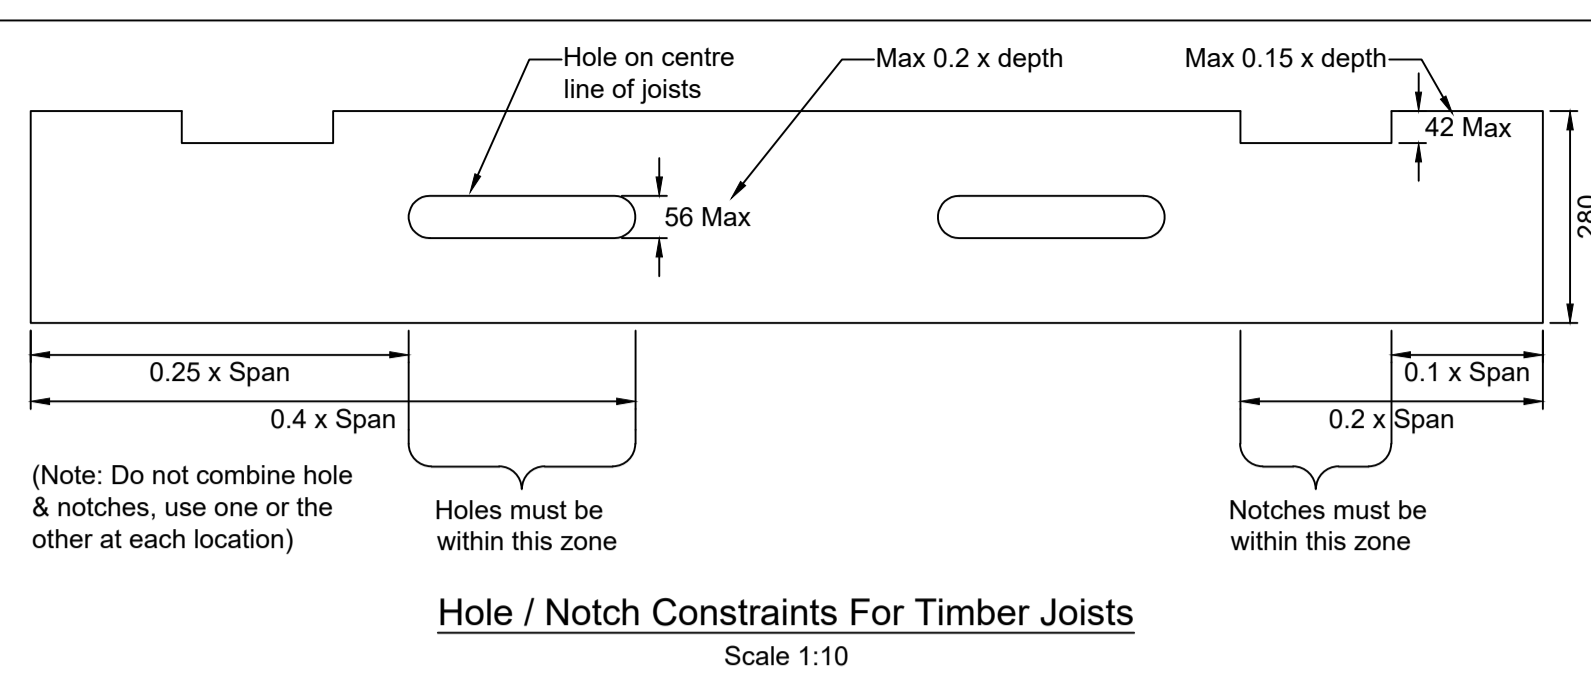 Hole on centre
line of joists
Max 0.2 x depth
Max 0.15 x depth
42 Max
56 Max
280
0.25 x Span
0.4 x Span
0.1 x Span
0.2 x Span
(Note: Do not combine hole
& notches, use one or the
other at each location)
Holes must be
within this zone
Notches must be
within this zone
Hole / Notch Constraints For Timber Joists
Scale 1:10